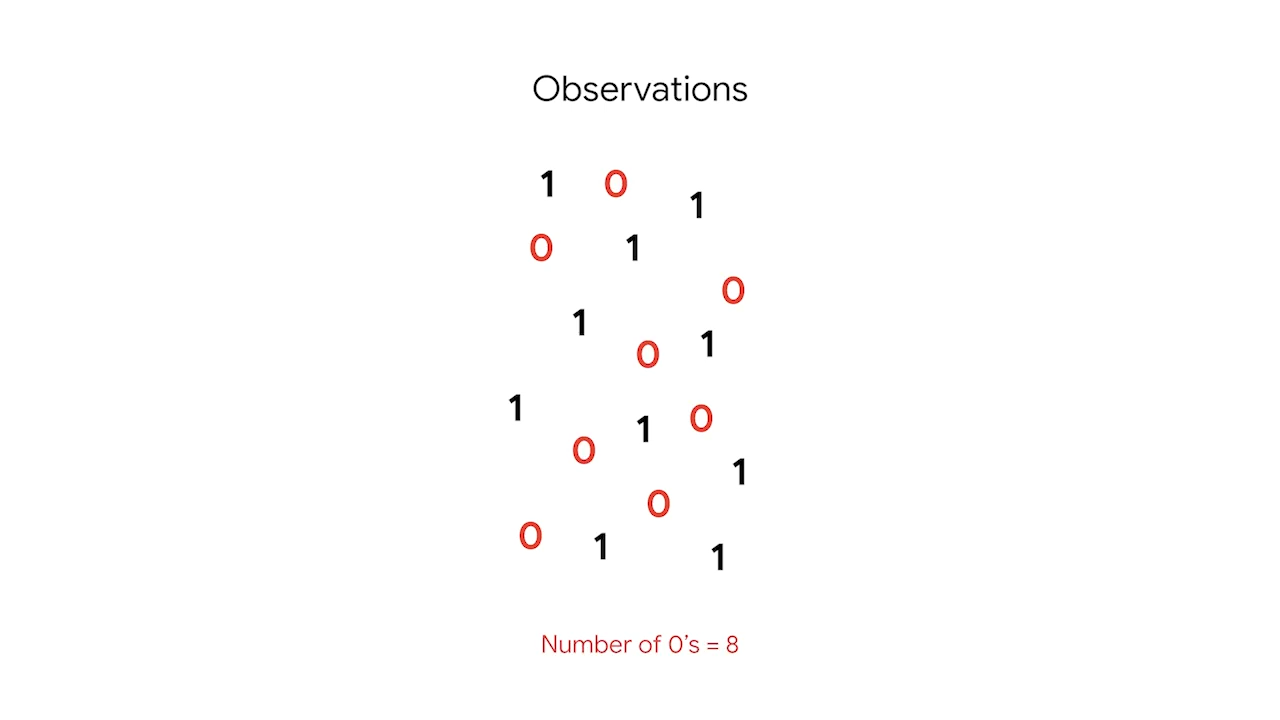 Observations
1 0 1
0 1
0
1 1
0
1 1 0
0 1
0
0 1 1
Number of 0's = 8